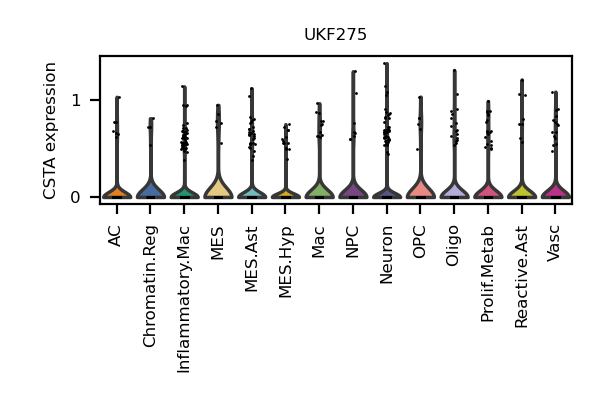 UKF275
CSTA expression
1
0
AC
Chromatin.Reg
Inflammatory.Mac
MES
MES.Ast
MES.Hyp
Mac
NPC
Neuron
OPC
Oligo
Prolif.Metab
Reactive.Ast
Vasc